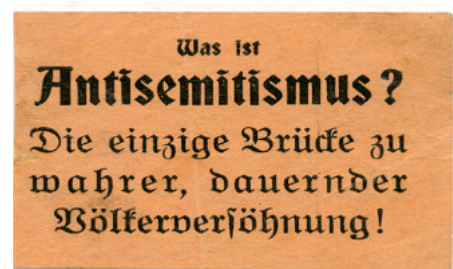 Was ist
Antisemitismus?
Die einzige Brücke zu
wahrer, dauernder
Völkerversöhnung!